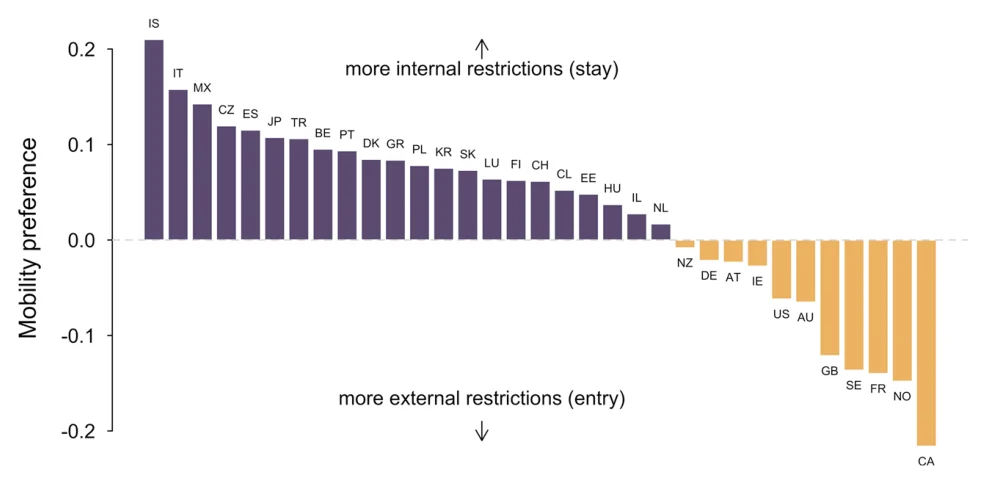 IS
IT
MX
CZ
ES
JP
TR
BE
PT
DK
GR
PL
KR
SK
LU
FI
CH
CL
EE
HU
IL
NL
NZ
DE
AT
IE
US
AU
GB
SE
FR
NO
CA
more internal restrictions (stay)
more external restrictions (entry)
Mobility preference
0.2
0.1
0.0
-0.1
-0.2